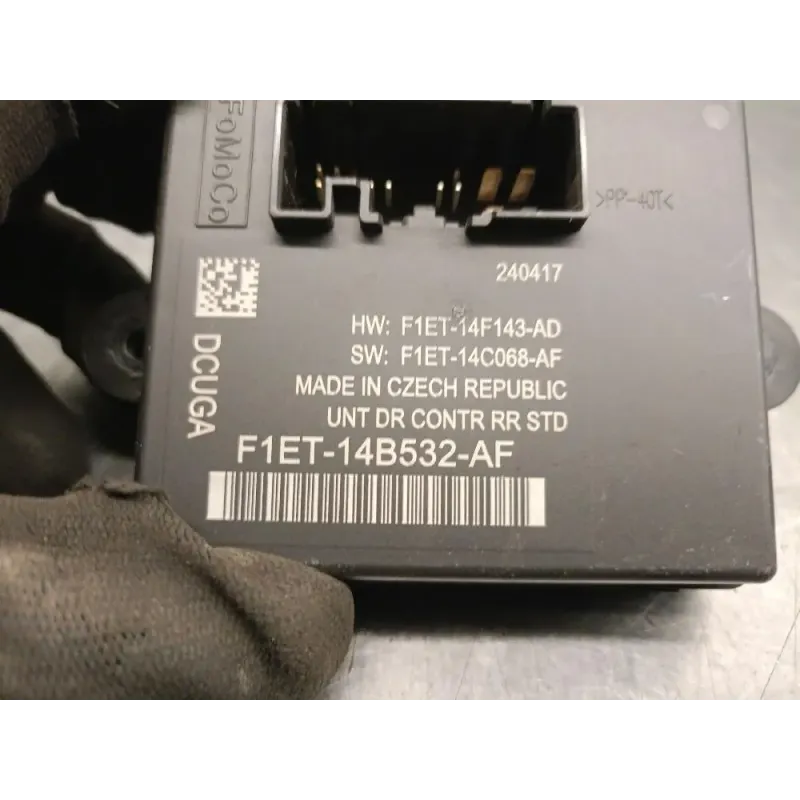 FoMoCo
>PP-40T<
240417
HW: F1ET-14F143-AD
SW: F1ET-14C068-AF
MADE IN CZECH REPUBLIC
UNT DR CONTR RR STD
F1ET-14B532-AF
DCUGA